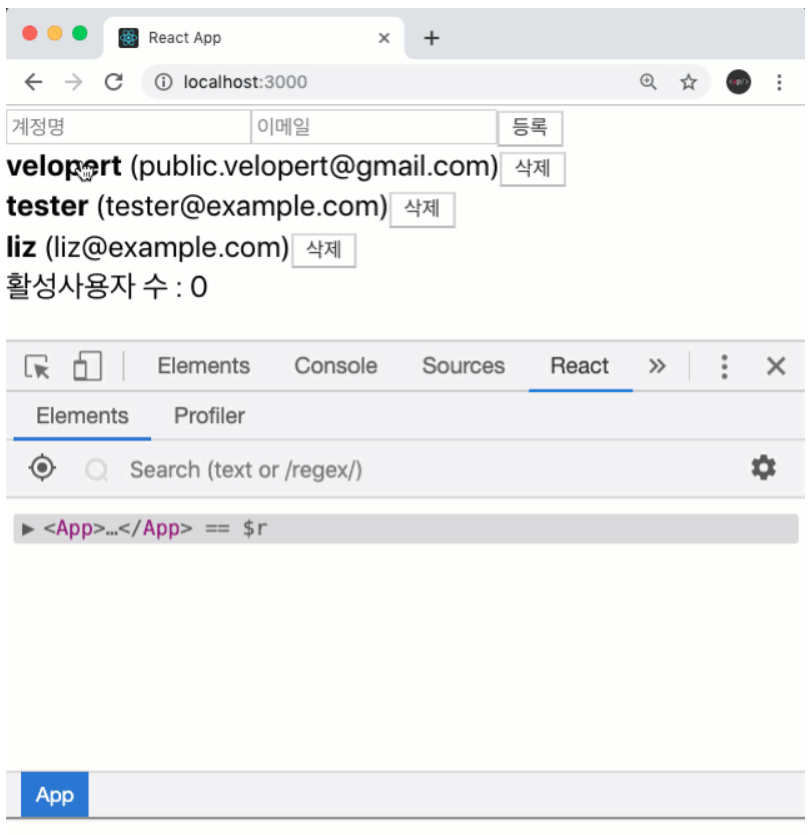 React App
localhost:3000
계정명 이메일 등록
velopert (public.velopert@gmail.com) 삭제
tester (tester@example.com) 삭제
liz (liz@example.com) 삭제
활성사용자 수 : 0
Elements Console Sources React
Elements Profiler
Search (text or /regex/)
▶ <App>…</App> == $r
App